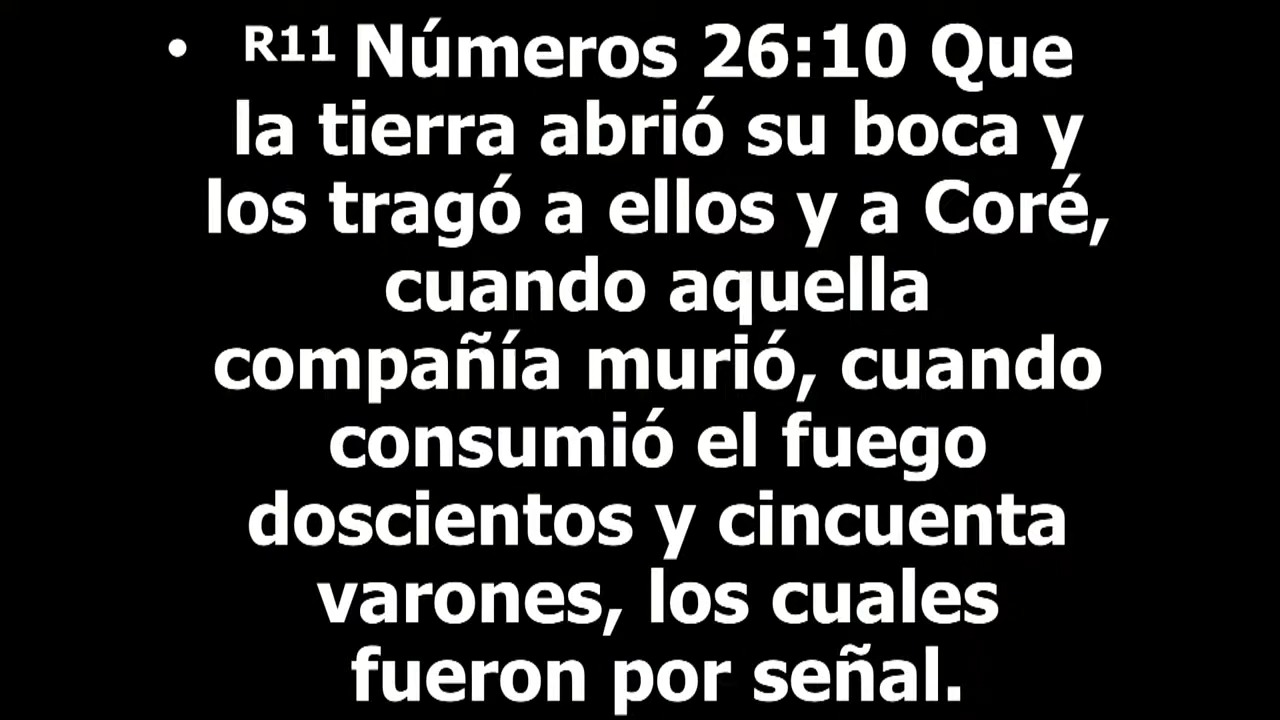 • R11 Números 26:10 Que
la tierra abrió su boca y
los tragó a ellos y a Coré,
cuando aquella
compañía murió, cuando
consumió el fuego
doscientos y cincuenta
varones, los cuales
fueron por señal.